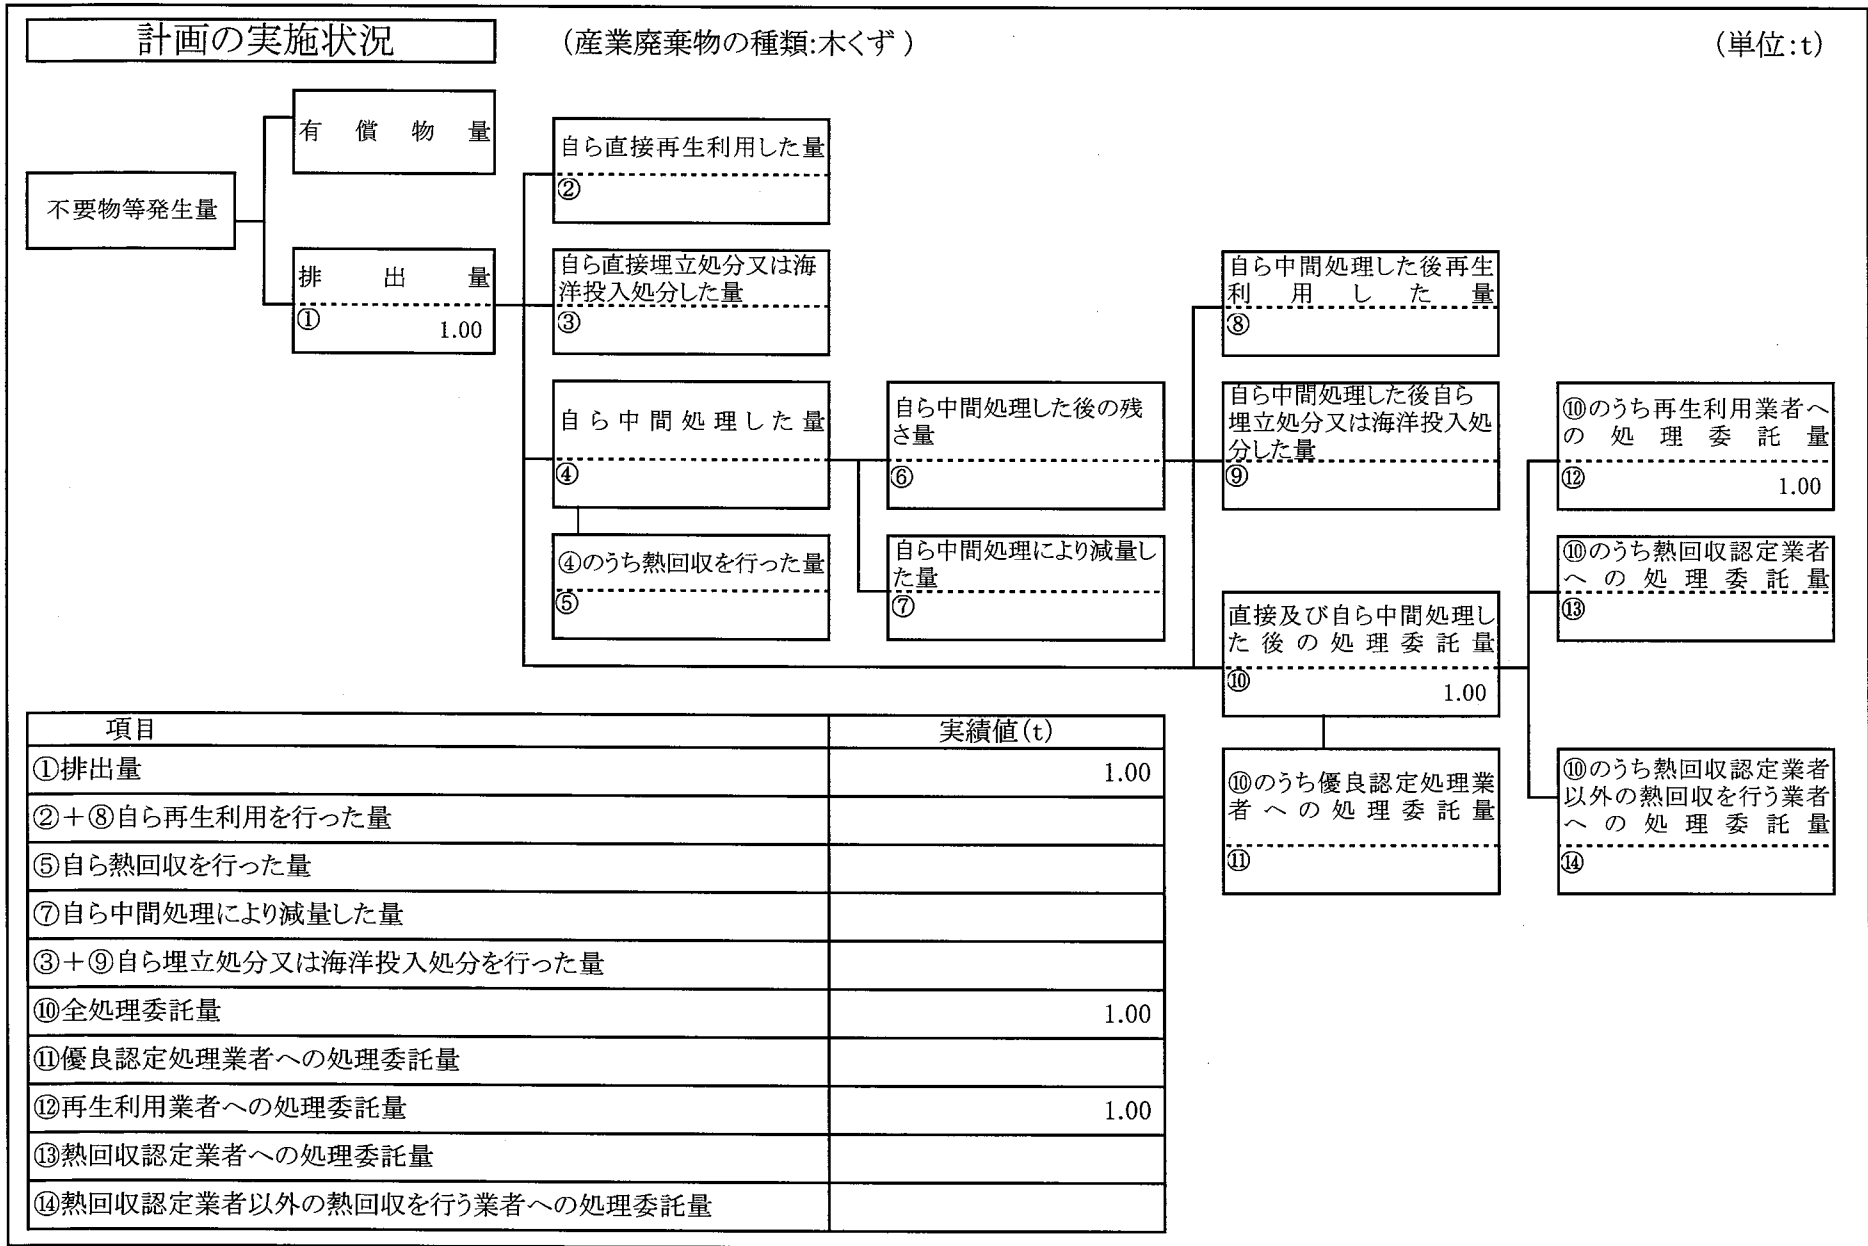 計画の実施状況
（産業廃棄物の種類:木くず ）
（単位:t）
不要物等発生量
有償物量
排出量
①
1.00
自ら直接再生利用した量
②
自ら直接埋立処分又は海
洋投入処分した量
③
自ら中間処理した量
④
④のうち熱回収を行った量
⑤
自ら中間処理した後の残
さ量
⑥
自ら中間処理により減量し
た量
⑦
自ら中間処理した後再生
利用した量
⑧
自ら中間処理した後自ら
埋立処分又は海洋投入処
分した量
⑨
直接及び自ら中間処理し
た後の処理委託量
⑩
1.00
⑩のうち優良認定処理業
者への処理委託量
⑪
⑩のうち再生利用業者へ
の処理委託量
⑫
1.00
⑩のうち熱回収認定業者
への処理委託量
⑬
⑩のうち熱回収認定業者
以外の熱回収を行う業者
への処理委託量
⑭
項目 実績値（t）
①排出量 1.00
②＋⑧自ら再生利用を行った量
⑤自ら熱回収を行った量
⑦自ら中間処理により減量した量
③＋⑨自ら埋立処分又は海洋投入処分を行った量
⑩全処理委託量 1.00
⑪優良認定処理業者への処理委託量
⑫再生利用業者への処理委託量 1.00
⑬熱回収認定業者への処理委託量
⑭熱回収認定業者以外の熱回収を行う業者への処理委託量